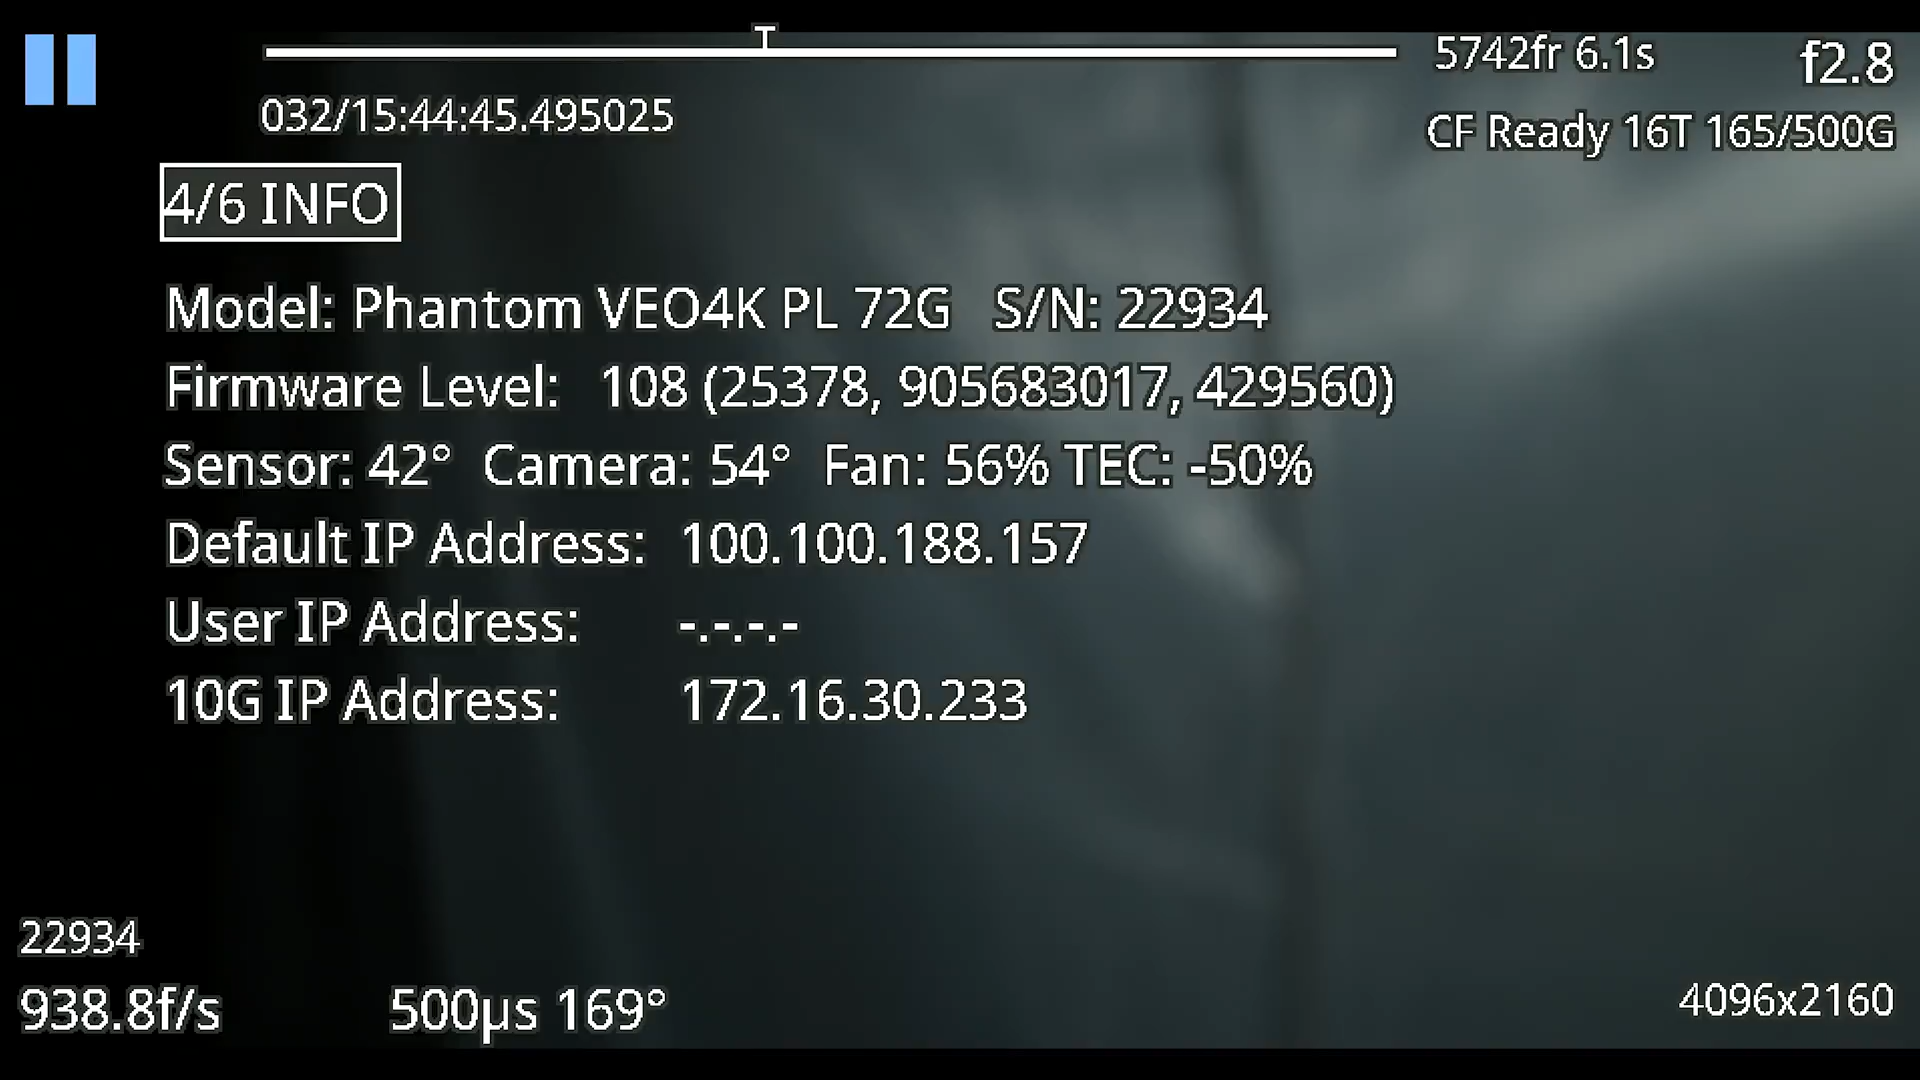 T
5742fr 6.1s
f2.8
032/15:44:45.495025
CF Ready 16T 165/500G
4/6 INFO
Model: Phantom VEO4K PL 72G S/N: 22934
Firmware Level: 108 (25378, 905683017, 429560)
Sensor: 42° Camera: 54° Fan: 56% TEC: -50%
Default IP Address: 100.100.188.157
User IP Address: -.-.-.-
10G IP Address: 172.16.30.233
22934
938.8f/s
500µs 169°
4096x2160